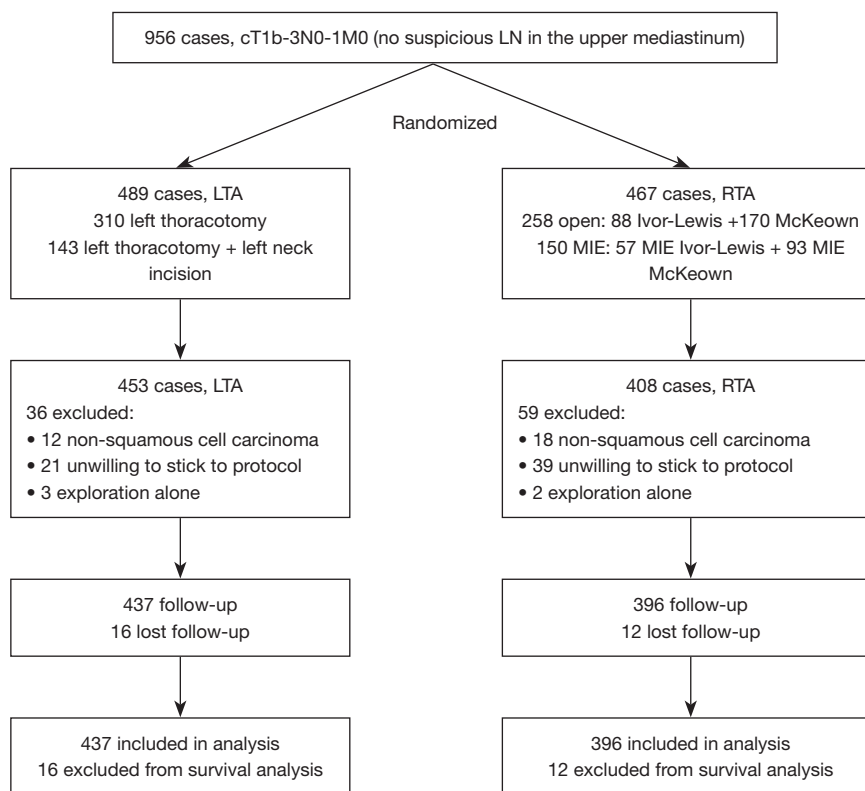 956 cases, cT1b-3N0-1M0 (no suspicious LN in the upper mediastinum)
Randomized
489 cases, LTA
310 left thoracotomy
143 left thoracotomy + left neck
incision
467 cases, RTA
258 open: 88 Ivor-Lewis +170 McKeown
150 MIE: 57 MIE Ivor-Lewis + 93 MIE
McKeown
453 cases, LTA
36 excluded:
• 12 non-squamous cell carcinoma
• 21 unwilling to stick to protocol
• 3 exploration alone
408 cases, RTA
59 excluded:
• 18 non-squamous cell carcinoma
• 39 unwilling to stick to protocol
• 2 exploration alone
437 follow-up
16 lost follow-up
396 follow-up
12 lost follow-up
437 included in analysis
16 excluded from survival analysis
396 included in analysis
12 excluded from survival analysis